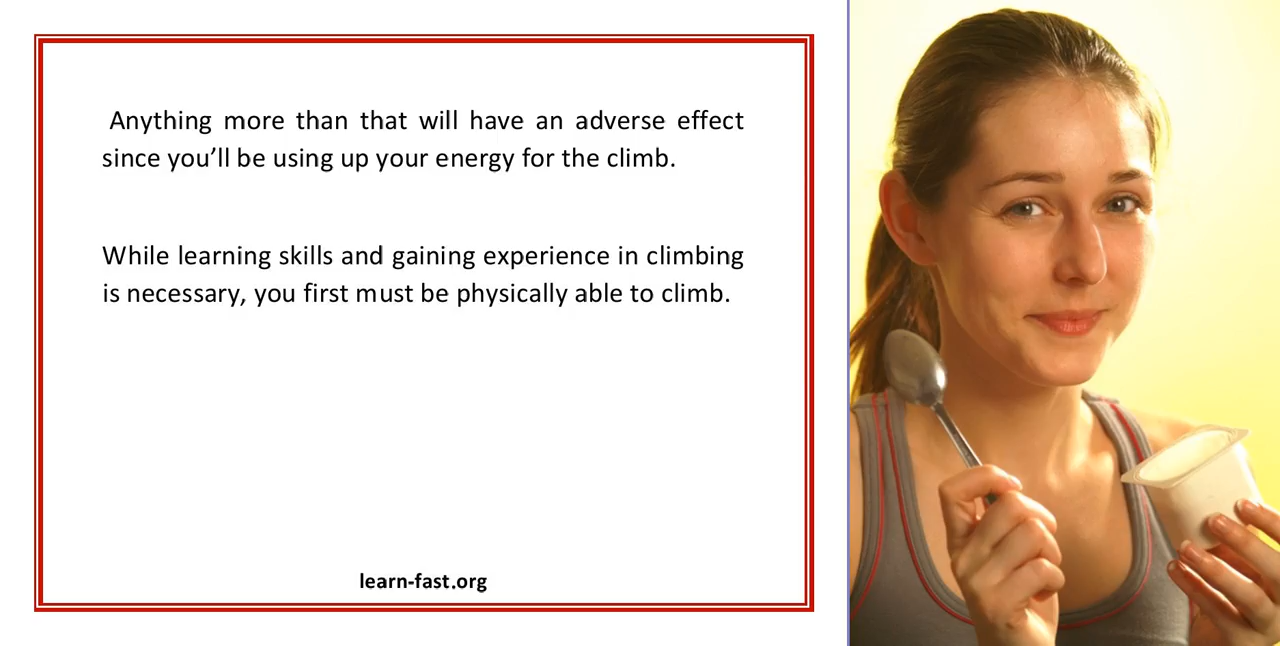 Anything more than that will have an adverse effect
since you’ll be using up your energy for the climb.
While learning skills and gaining experience in climbing
is necessary, you first must be physically able to climb.
learn-fast.org